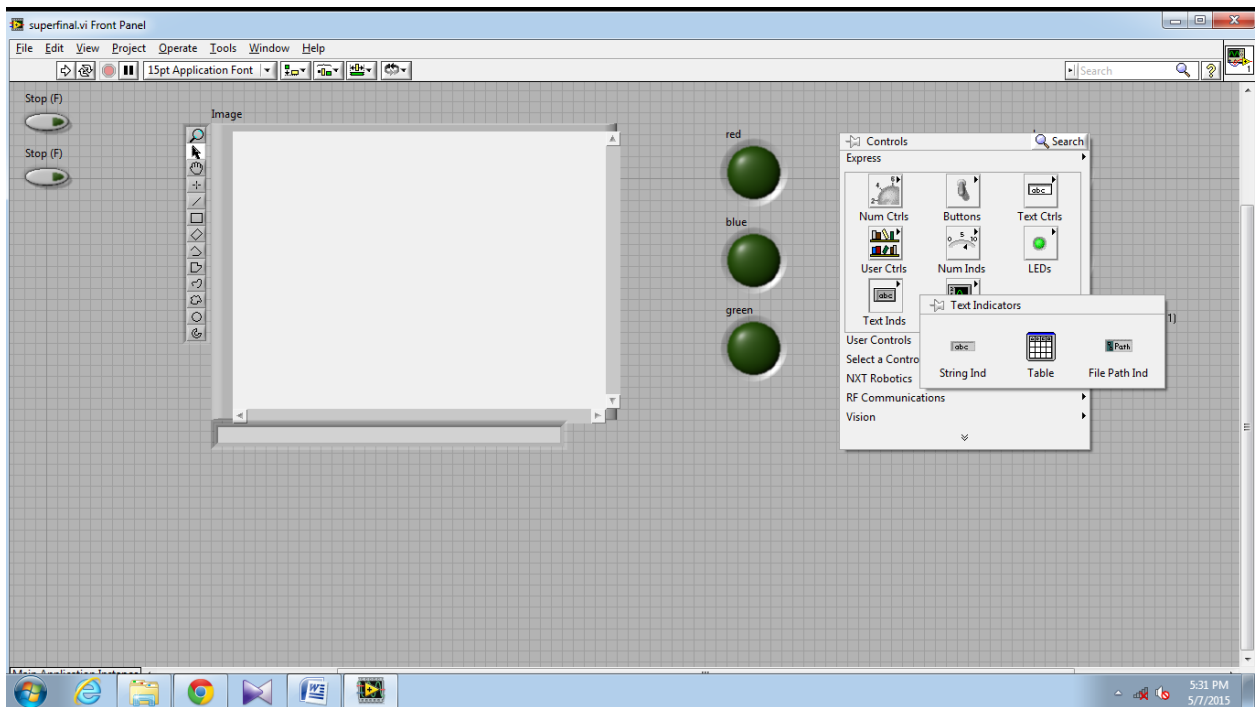 superfinal.vi Front Panel
File Edit View Project Operate Tools Window Help
15pt Application Font
Search
Stop (F)
Stop (F)
Image
red
blue
green
Controls Search
Express
Num Ctrls Buttons Text Ctrls
User Ctrls Num Inds LEDs
Text Inds
User Controls
Select a Contro
NXT Robotics
RF Communications
Vision
Text Indicators
abc Path
String Ind Table File Path Ind
1)
5:31 PM
5/7/2015